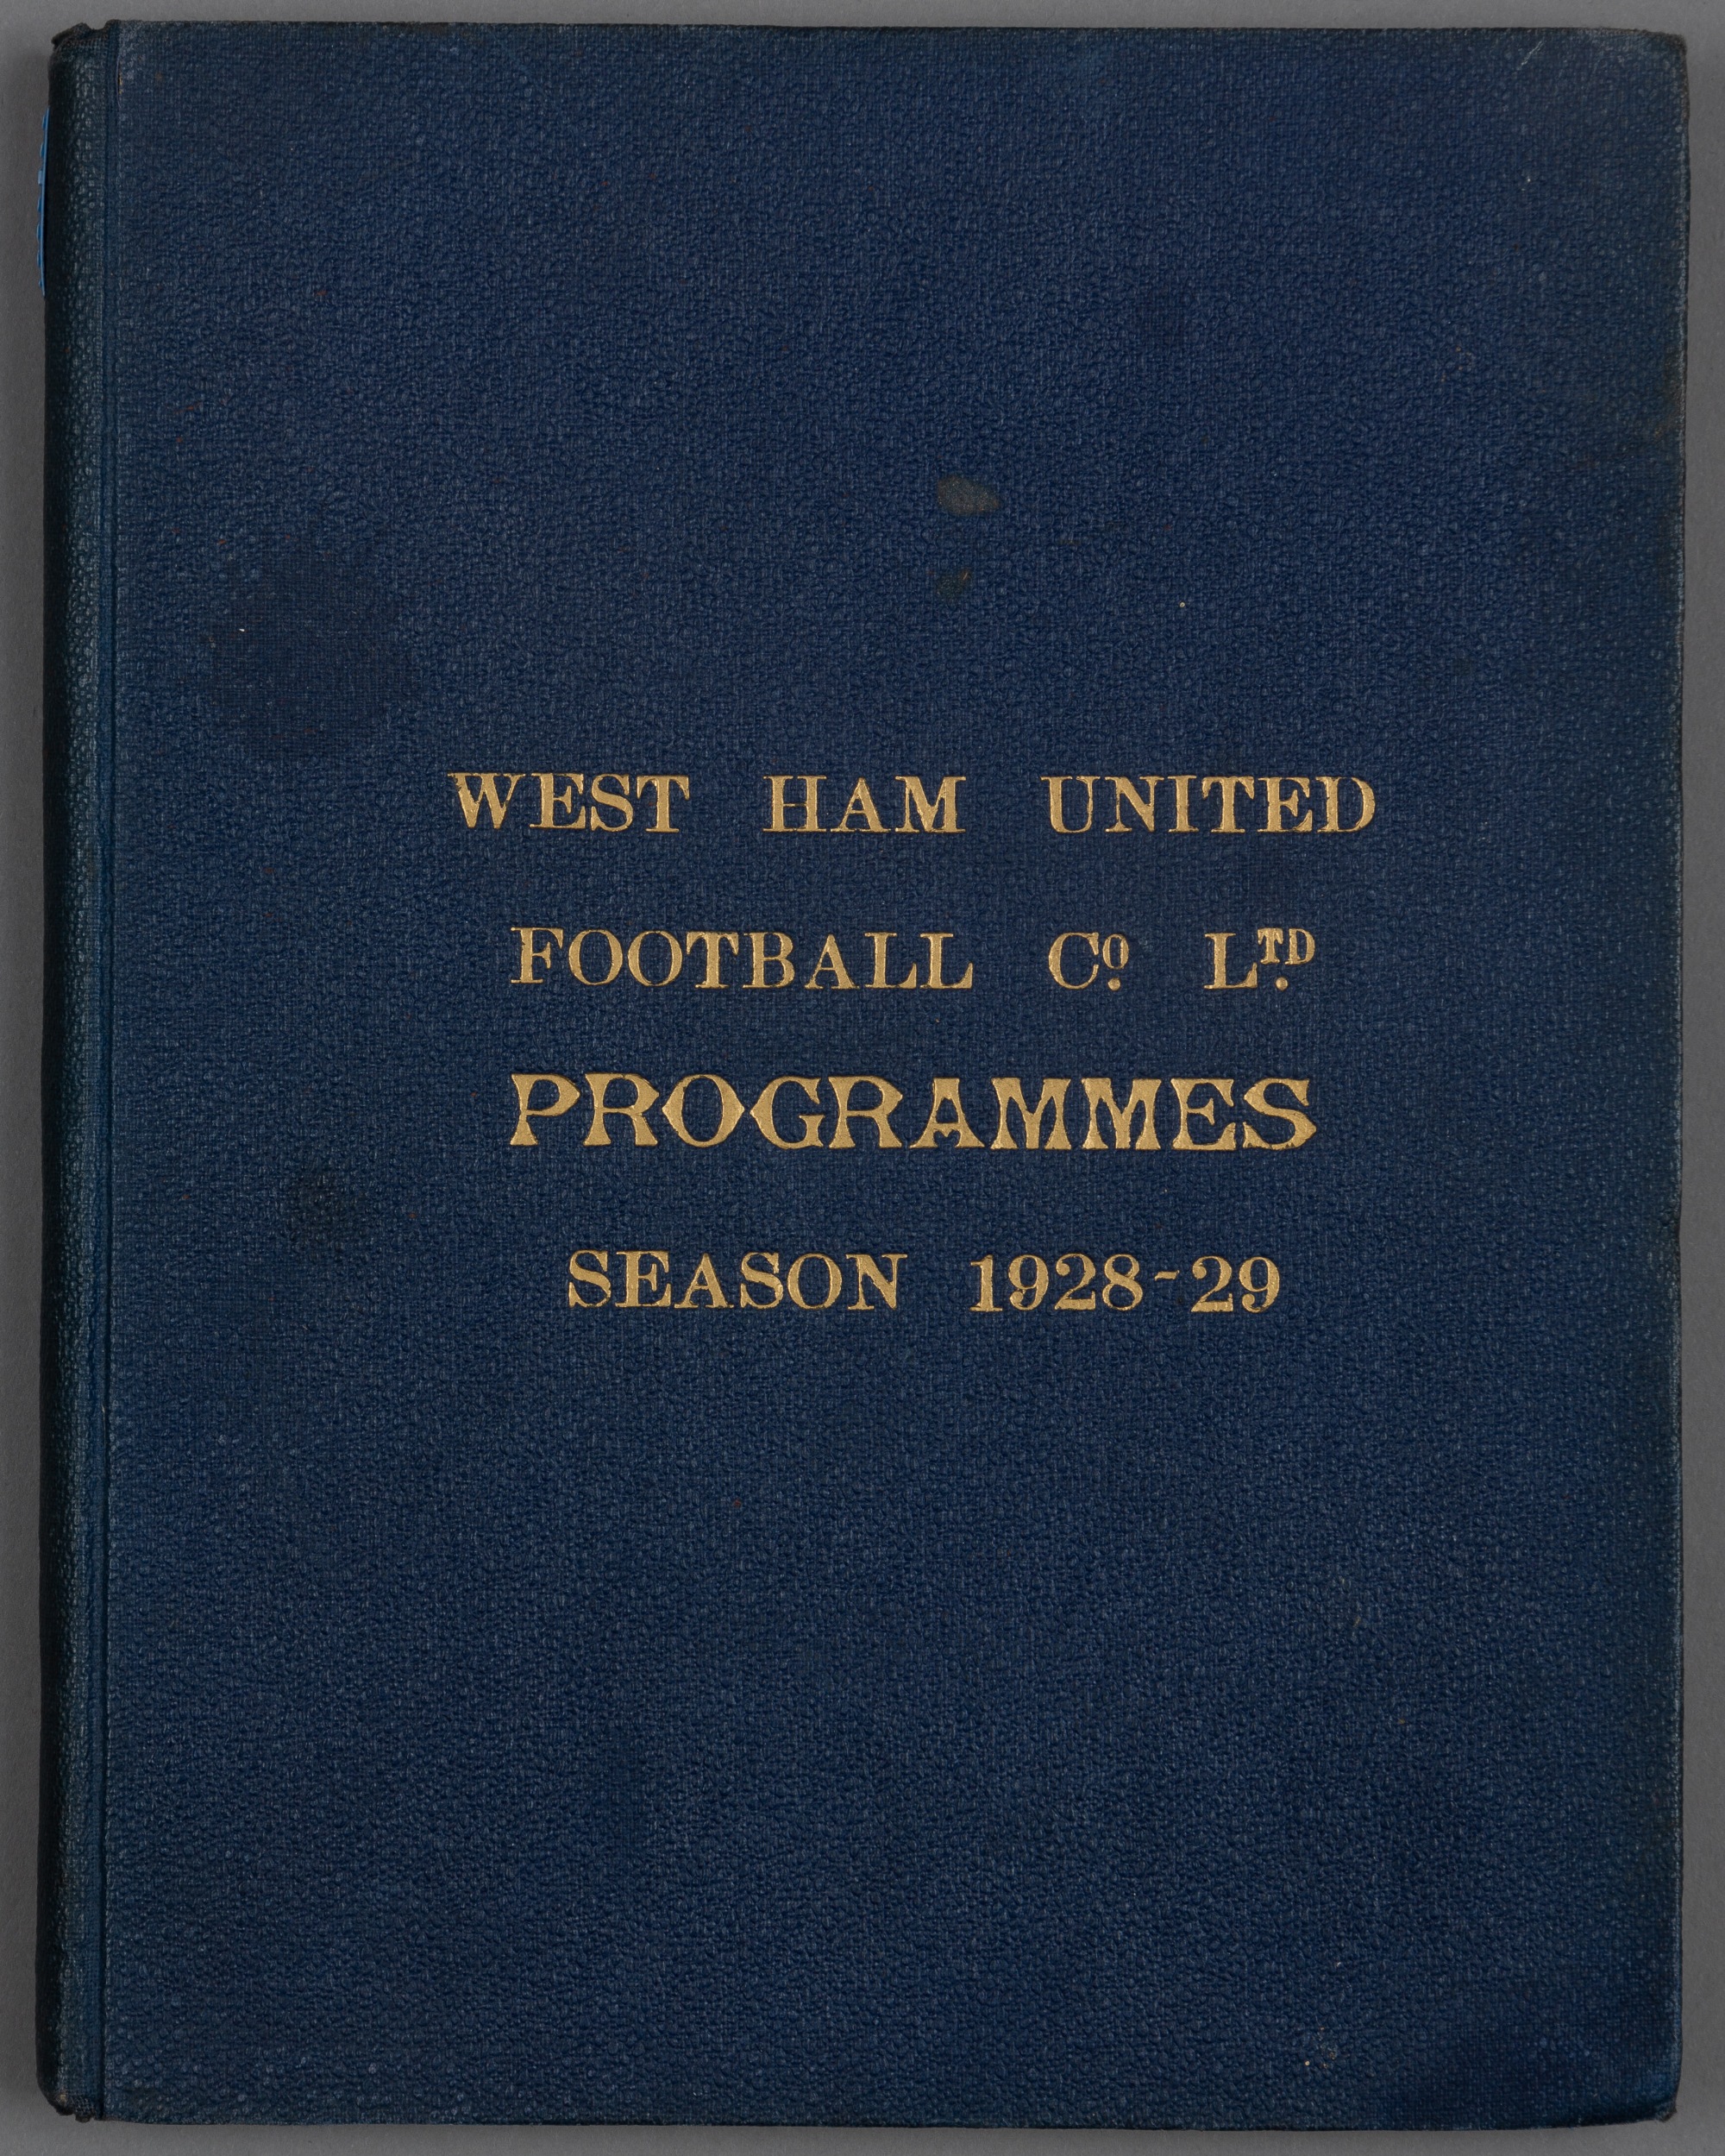 WEST HAM UNITED
FOOTBALL Co. LTD.
PROGRAMMES
SEASON 1928-29